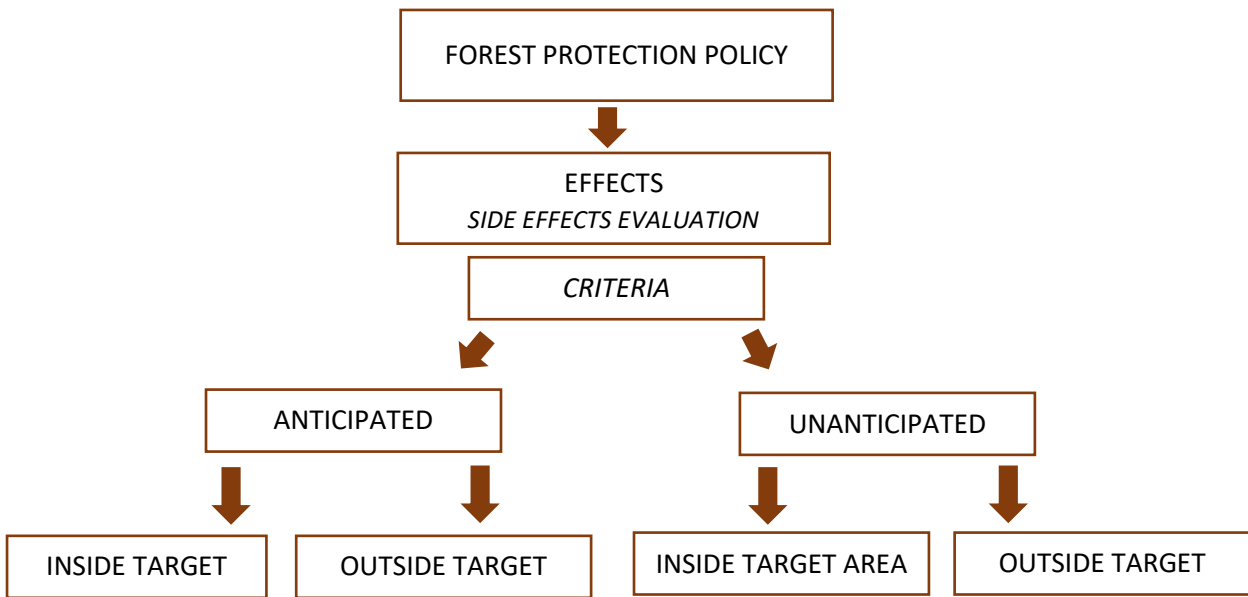 FOREST PROTECTION POLICY
EFFECTS
SIDE EFFECTS EVALUATION
CRITERIA
ANTICIPATED
UNANTICIPATED
INSIDE TARGET
OUTSIDE TARGET
INSIDE TARGET AREA
OUTSIDE TARGET